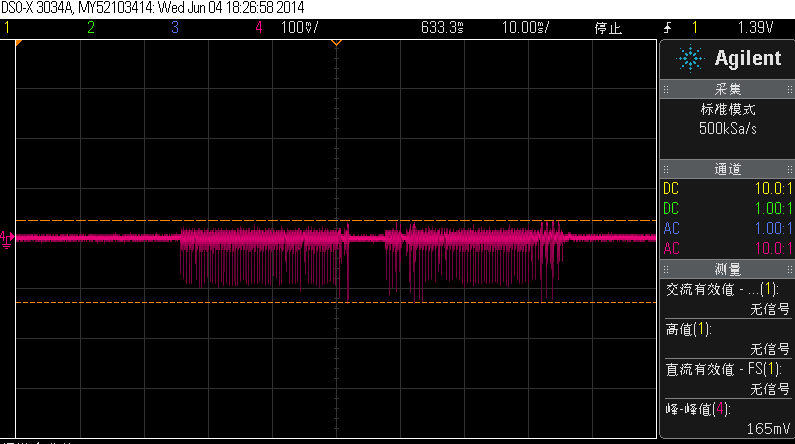 DSO-X 3034A, MY52103414: Wed Jun 04 18:26:58 2014
1 2 3 4 100%/ 633.3% 10.00%/ 停止 1 1.39V
Agilent
采集
标准模式
500kSa/s
通道
DC 10.0:1
DC 1.00:1
AC 1.00:1
AC 10.0:1
测量
交流有效值 - ...(1):
无信号
高值(1):
无信号
直流有效值 - FS(1):
无信号
峰-峰值(4):
165mV
4